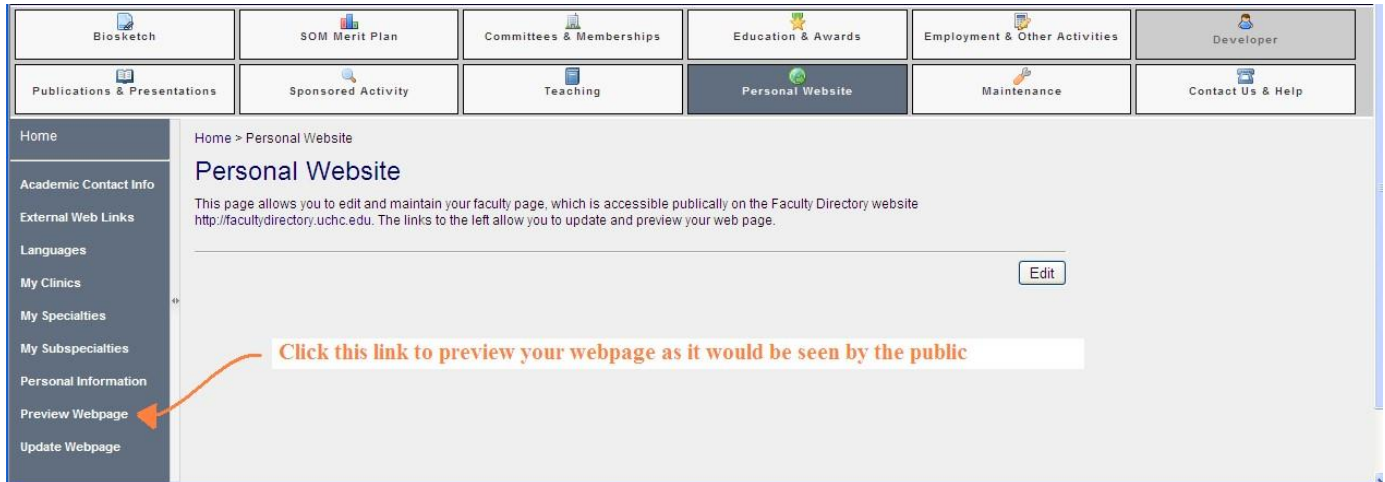 Biosketch
SOM Merit Plan
Committees & Memberships
Education & Awards
Employment & Other Activities
Developer
Publications & Presentations
Sponsored Activity
Teaching
Personal Website
Maintenance
Contact Us & Help
Home
Academic Contact Info
External Web Links
Languages
My Clinics
My Specialties
My Subspecialties
Personal Information
Preview Webpage
Update Webpage
Home > Personal Website
Personal Website
This page allows you to edit and maintain your faculty page, which is accessible publically on the Faculty Directory website
http://facultydirectory.uchc.edu. The links to the left allow you to update and preview your web page.
Edit
Click this link to preview your webpage as it would be seen by the public